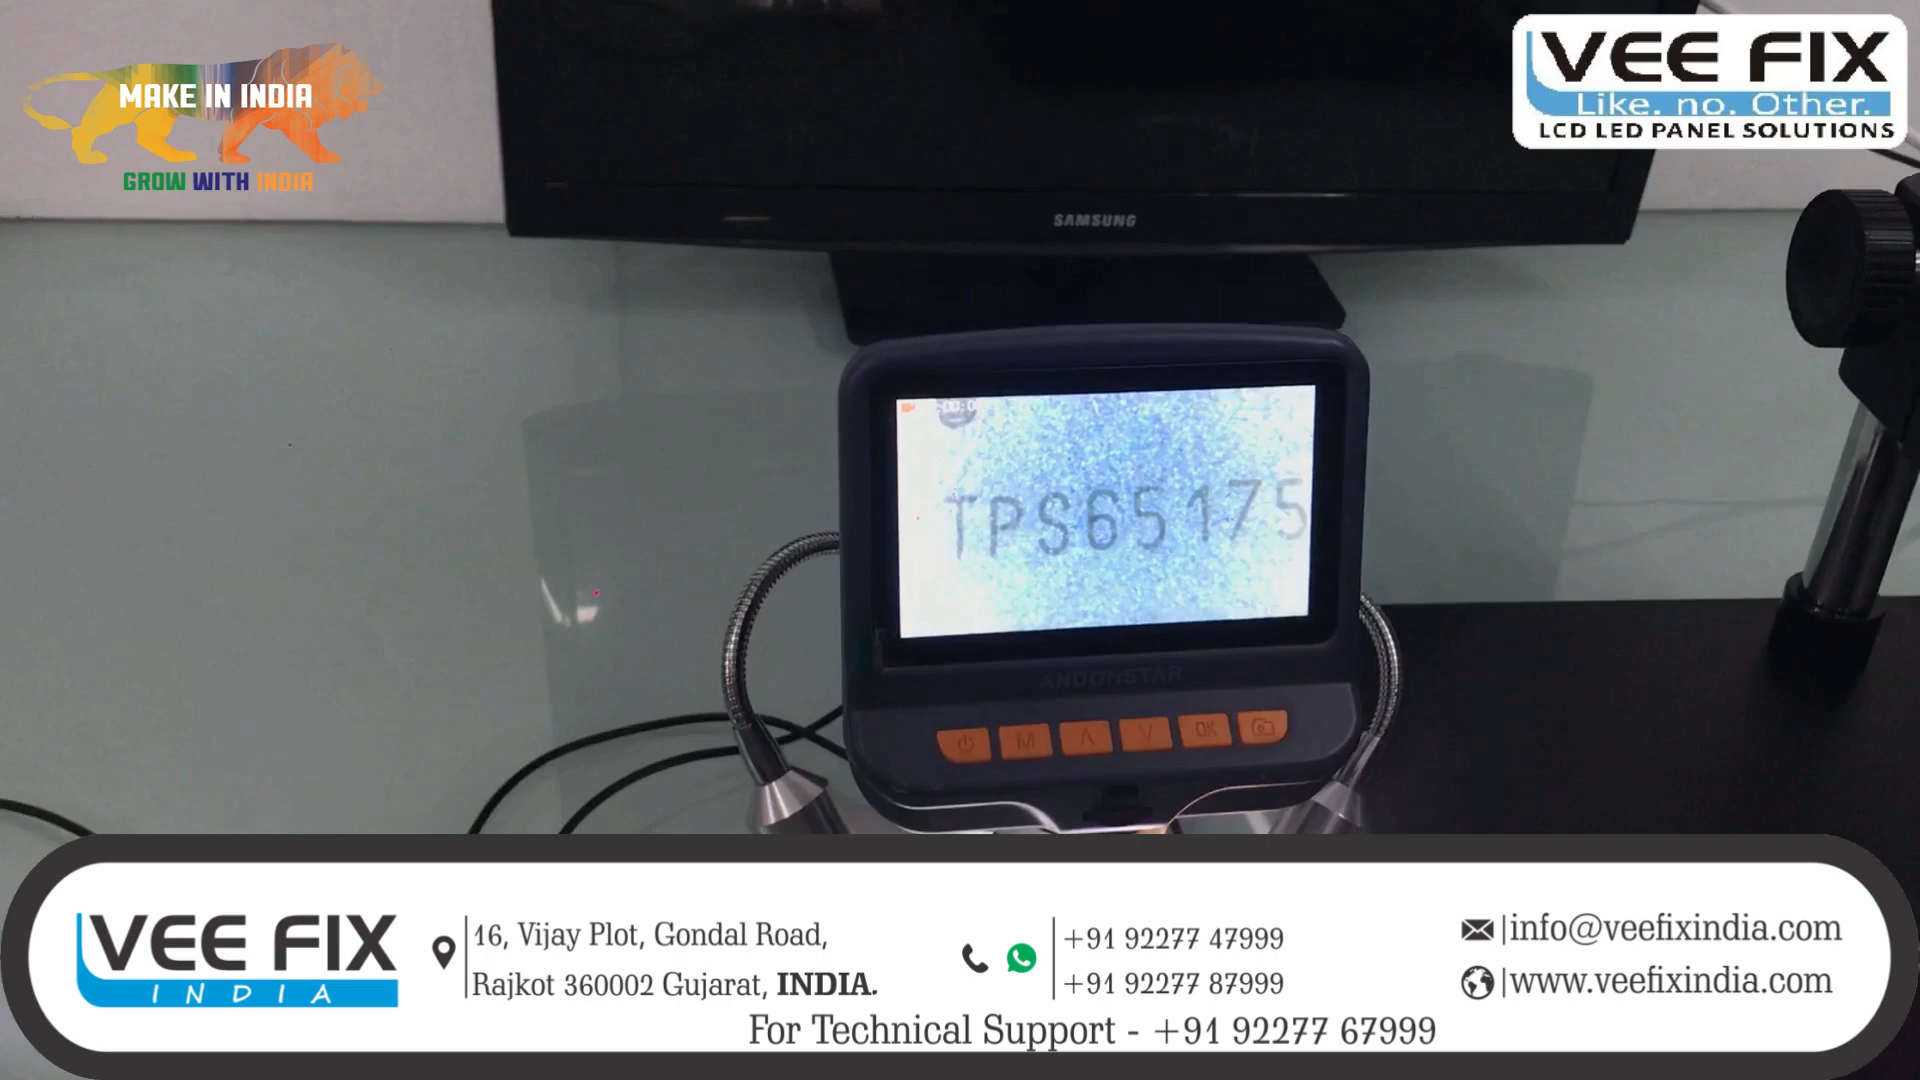 MAKE IN INDIA
GROW WITH INDIA
VEE FIX
Like. no. Other.
LCD LED PANEL SOLUTIONS
SAMSUNG
TPS65175
ANDONSTAR
M
OK
VEE FIX
INDIA
16, Vijay Plot, Gondal Road,
Rajkot 360002 Gujarat, INDIA.
+91 92277 47999
+91 92277 87999
info@veefixindia.com
www.veefixindia.com
For Technical Support - +91 92277 67999